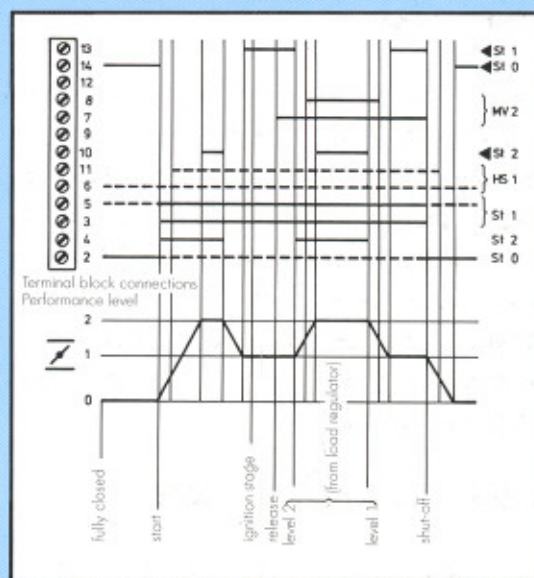 13 ◀ St 1
14 ◀ St 0
12
8
7 MV 2
9
10 ◀ St 2
11
6 HS 1
5
3 St 1
4 St 2
2 St 0
Terminal block connections
Performance level
2
1
0
fully closed
start
ignition stage
release
level 2
(from load regulator)
level 1
shut-off